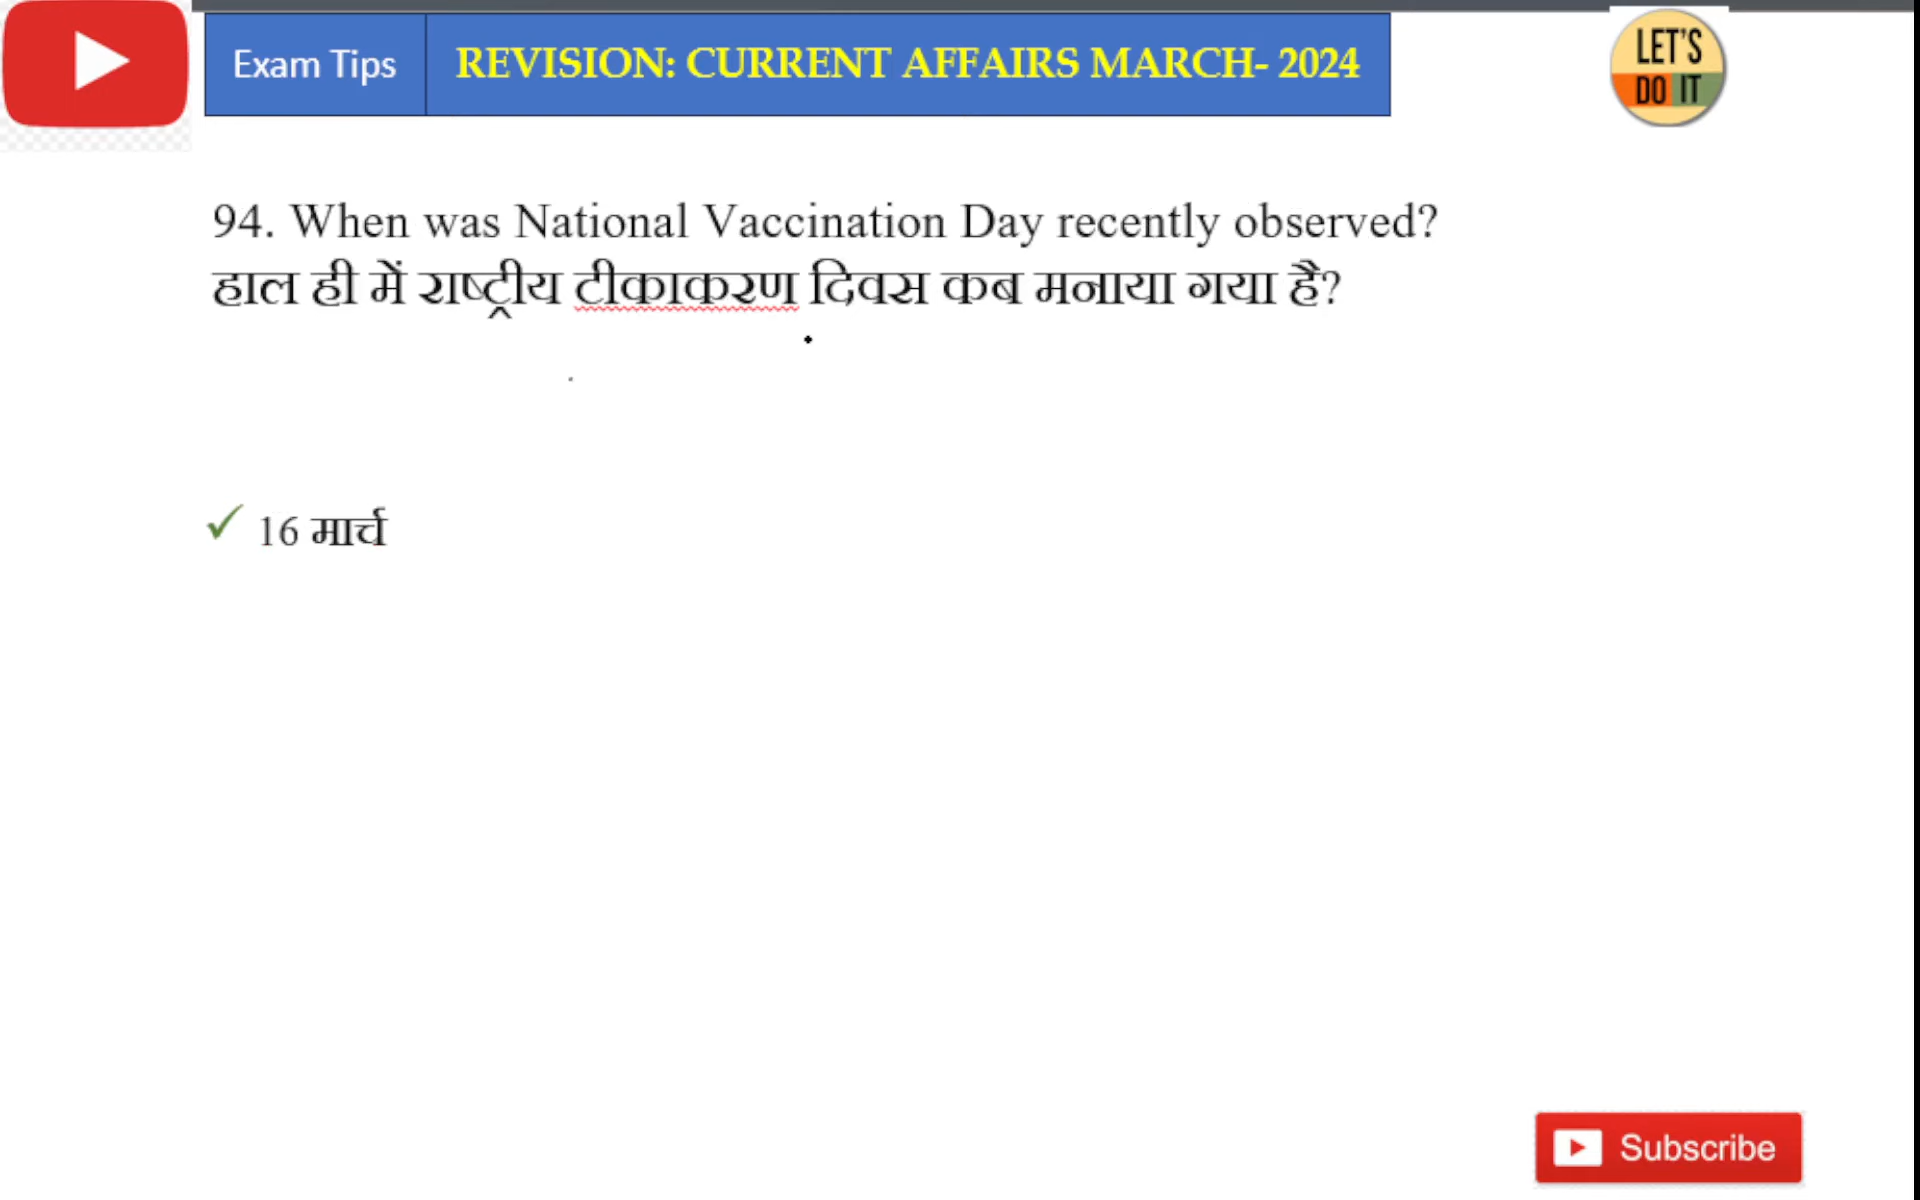 Exam Tips
REVISION: CURRENT AFFAIRS MARCH- 2024
LET'S
DO IT
94. When was National Vaccination Day recently observed?
हाल ही में राष्ट्रीय टीकाकरण दिवस कब मनाया गया है?
16 मार्च
Subscribe